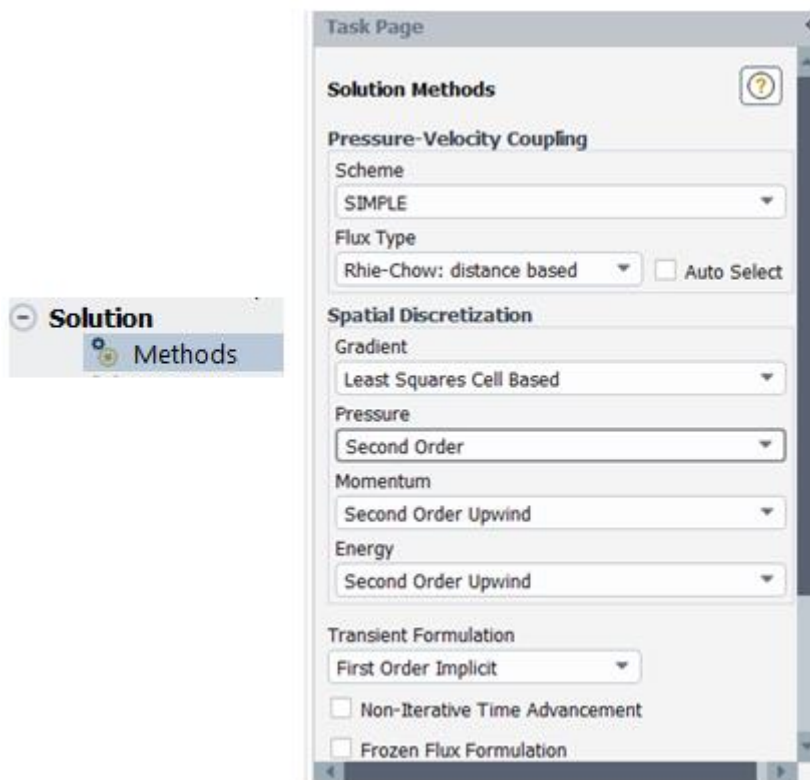 Solution
Methods
Task Page
Solution Methods
Pressure-Velocity Coupling
Scheme
SIMPLE
Flux Type
Rhie-Chow: distance based Auto Select
Spatial Discretization
Gradient
Least Squares Cell Based
Pressure
Second Order
Momentum
Second Order Upwind
Energy
Second Order Upwind
Transient Formulation
First Order Implicit
Non-Iterative Time Advancement
Frozen Flux Formulation